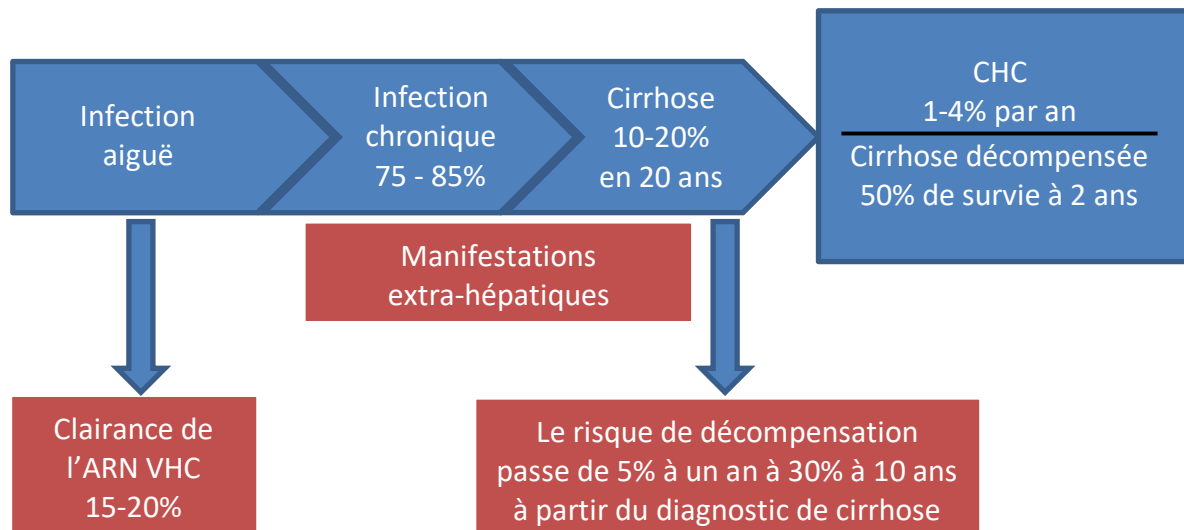 Infection
aiguë
Infection
chronique
75 - 85%
Cirrhose
10-20%
en 20 ans
CHC
1-4% par an
Cirrhose décompensée
50% de survie à 2 ans
Manifestations
extra-hépatiques
Clairance de
l’ARN VHC
15-20%
Le risque de décompensation
passe de 5% à un an à 30% à 10 ans
à partir du diagnostic de cirrhose